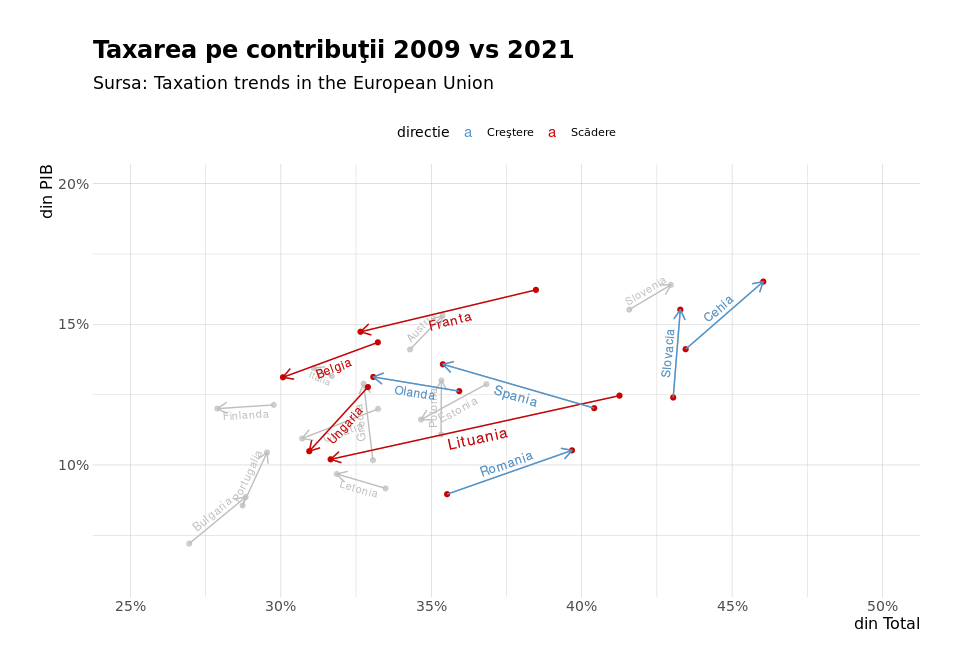 Taxarea pe contribuţii 2009 vs 2021
Sursa: Taxation trends in the European Union
directie a Creştere a Scădere
din PIB
20%
15%
10%
Slovenia
Cehia
Franta
Austria
Slovacia
Belgia
Italia
Olanda
Spania
Polonia
Estonia
Finlanda
Ungaria
Lituania
Romania
Letonia
portugalia
Bulgaria
25% 30% 35% 40% 45% 50%
din Total